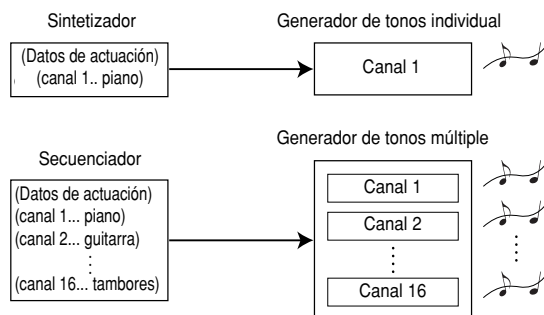 Sintetizador
(Datos de actuación)
(canal 1.. piano)
Generador de tonos individual
Canal 1
Secuenciador
(Datos de actuación)
(canal 1... piano)
(canal 2... guitarra)
(canal 16... tambores)
Generador de tonos múltiple
Canal 1
Canal 2
Canal 16